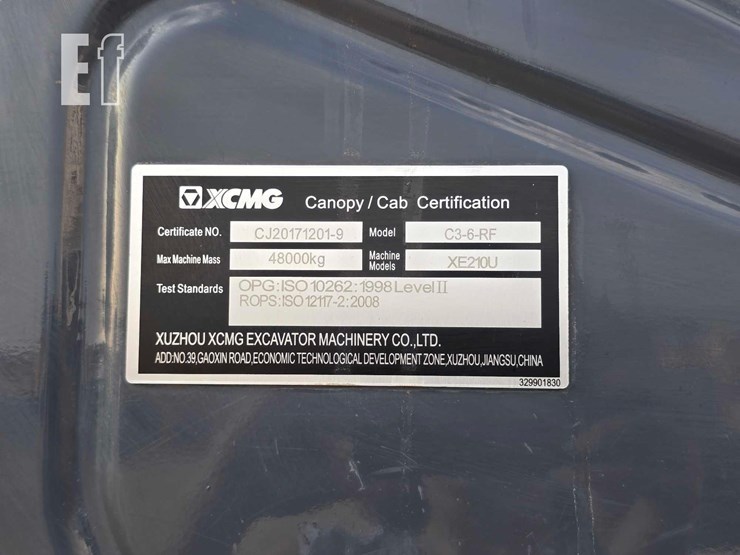 Ef
XCMG Canopy / Cab Certification
Certificate NO. CJ20171201-9 Model C3-6-RF
Max Machine Mass 48000kg Machine Models XE210U
Test Standards OPG:ISO 10262:1998 Level II
ROPS:ISO 12117-2:2008
XUZHOU XCMG EXCAVATOR MACHINERY CO.,LTD.
ADD:NO.39,GAOXIN ROAD,ECONOMIC TECHNOLOGICAL DEVELOPMENT ZONE,XUZHOU,JIANGSU,CHINA
329901830